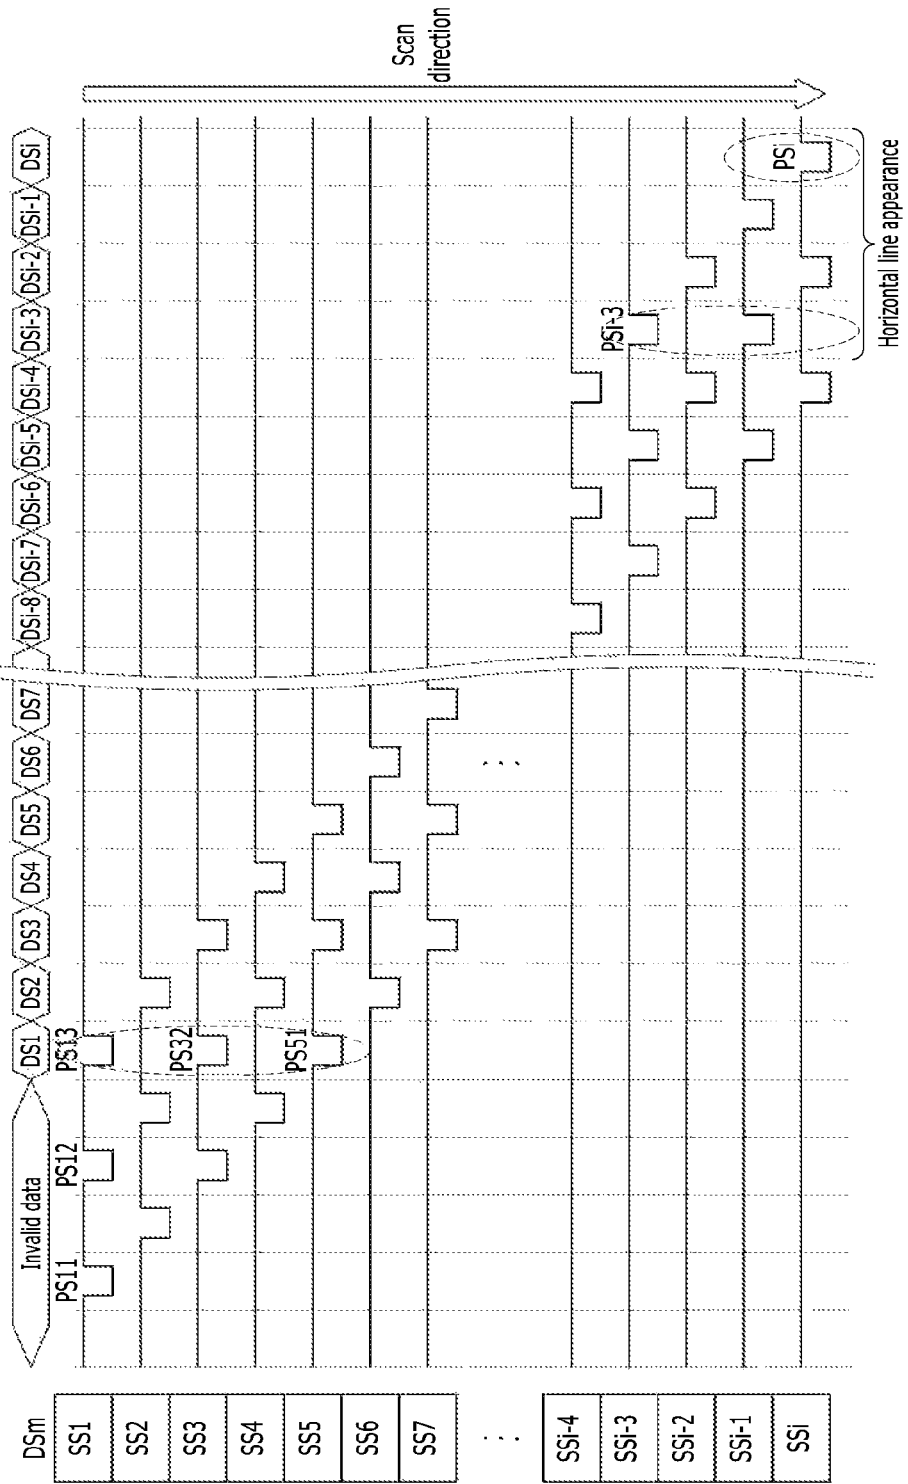 DSm
Invalid data
DS1
DS2
DS3
DS4
DS5
DS6
DS7
DSi-8
DSi-7
DSi-6
DSi-5
DSi-4
DSi-3
DSi-2
DSi-1
DSi
SS1
PS11
PS12
PS13
SS2
SS3
PS32
SS4
SS5
PS51
SS6
SS7
SSi-4
SSi-3
PSi-3
SSi-2
SSi-1
SSi
PSi
Scan
direction
Horizontal line appearance